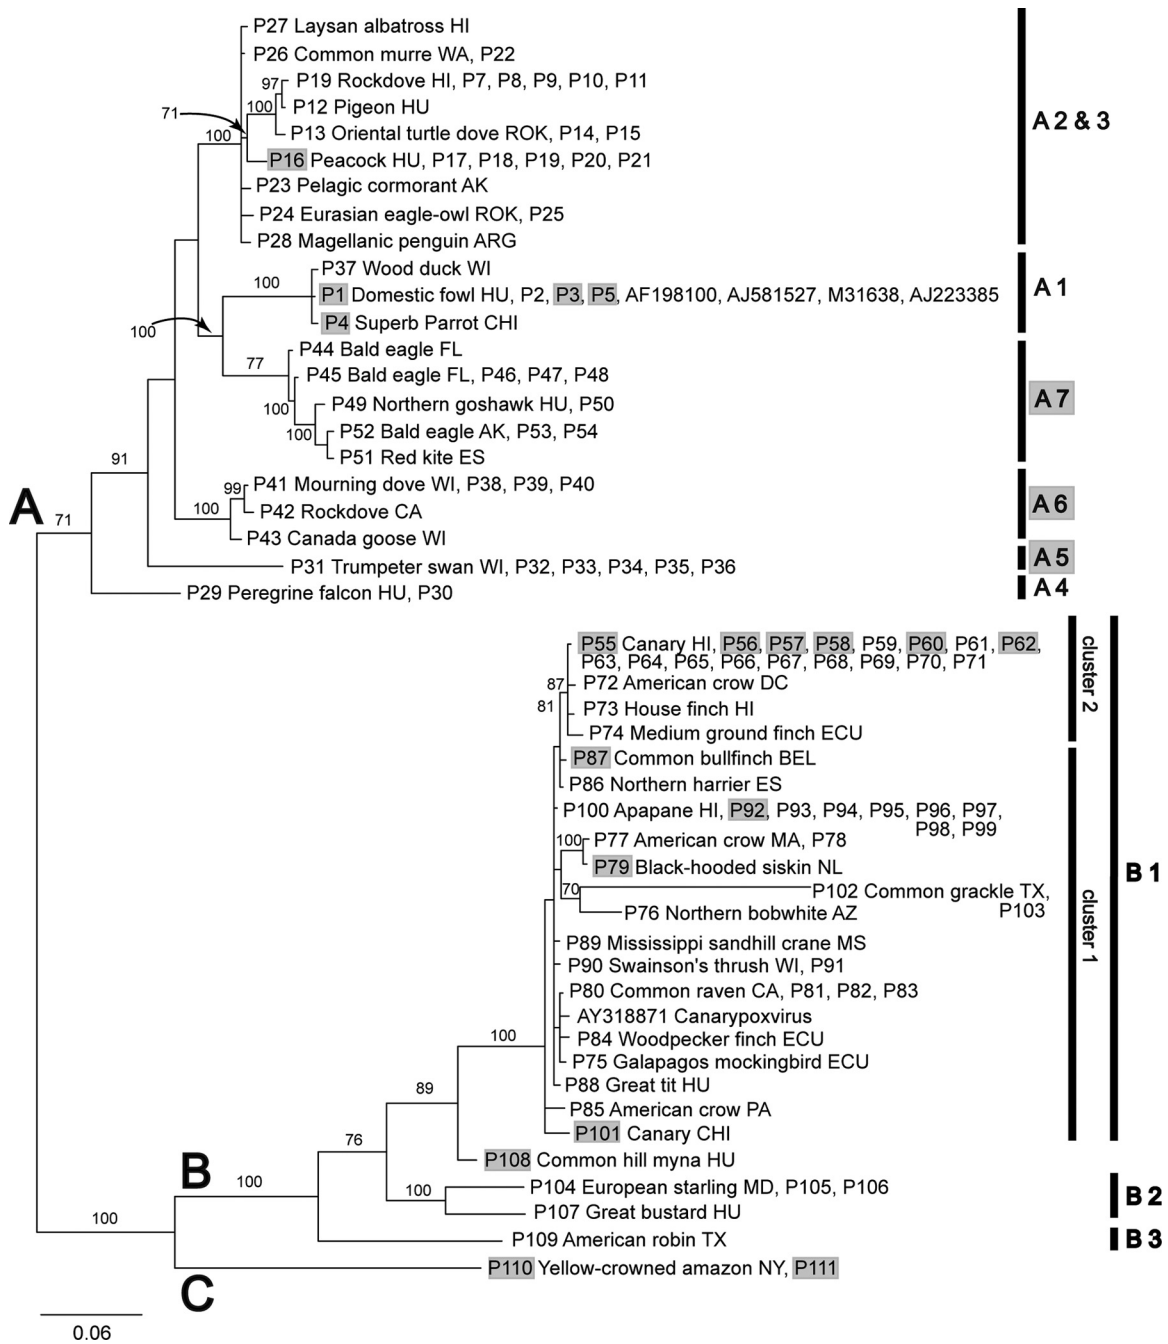 P27 Laysan albatross HI
P26 Common murre WA, P22
97
P19 Rockdove HI, P7, P8, P9, P10, P11
71
100
P12 Pigeon HU
A 2 & 3
100
P13 Oriental turtle dove ROK, P14, P15
P16 Peacock HU, P17, P18, P19, P20, P21
P23 Pelagic cormorant AK
P24 Eurasian eagle-owl ROK, P25
P28 Magellanic penguin ARG
P37 Wood duck WI
100
P1 Domestic fowl HU, P2, P3, P5, AF198100, AJ581527, M31638, AJ223385
A 1
100
P4 Superb Parrot CHI
P44 Bald eagle FL
77
P45 Bald eagle FL, P46, P47, P48
100
P49 Northern goshawk HU, P50
A 7
100
P52 Bald eagle AK, P53, P54
P51 Red kite ES
91
99
P41 Mourning dove WI, P38, P39, P40
A
100
P42 Rockdove CA
A 6
71
P43 Canada goose WI
P31 Trumpeter swan WI, P32, P33, P34, P35, P36
A 5
P29 Peregrine falcon HU, P30
A 4
P55 Canary HI, P56, P57, P58, P59, P60, P61, P62,
P63, P64, P65, P66, P67, P68, P69, P70, P71
87
P72 American crow DC
cluster 2
81
P73 House finch HI
P74 Medium ground finch ECU
P87 Common bullfinch BEL
P86 Northern harrier ES
P100 Apapane HI, P92, P93, P94, P95, P96, P97,
P98, P99
100
P77 American crow MA, P78
P79 Black-hooded siskin NL
B 1
70
P102 Common grackle TX,
P103
P76 Northern bobwhite AZ
cluster 1
P89 Mississippi sandhill crane MS
P90 Swainson's thrush WI, P91
P80 Common raven CA, P81, P82, P83
AY318871 Canarypoxvirus
100
P84 Woodpecker finch ECU
P75 Galapagos mockingbird ECU
89
P88 Great tit HU
P85 American crow PA
P101 Canary CHI
76
P108 Common hill myna HU
B
100
100
P104 European starling MD, P105, P106
B 2
P107 Great bustard HU
100
P109 American robin TX
B 3
P110 Yellow-crowned amazon NY, P111
C
0.06